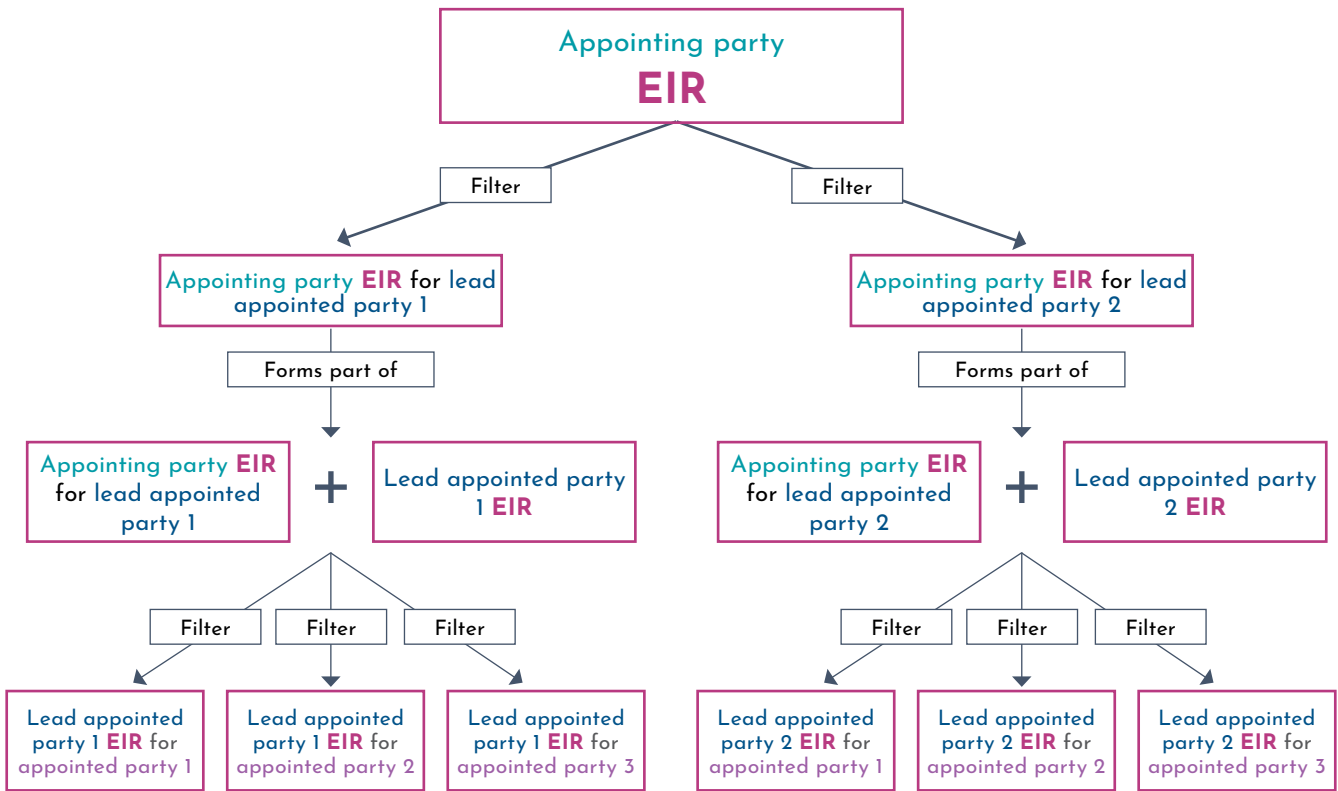 Appointing party
EIR
Filter
Filter
Appointing party EIR for lead
appointed party 1
Appointing party EIR for lead
appointed party 2
Forms part of
Forms part of
Appointing party EIR
for lead appointed
party 1
+
Lead appointed party
1 EIR
Appointing party EIR
for lead appointed
party 2
+
Lead appointed party
2 EIR
Filter
Filter
Filter
Filter
Filter
Filter
Lead appointed
party 1 EIR for
appointed party 1
Lead appointed
party 1 EIR for
appointed party 2
Lead appointed
party 1 EIR for
appointed party 3
Lead appointed
party 2 EIR for
appointed party 1
Lead appointed
party 2 EIR for
appointed party 2
Lead appointed
party 2 EIR for
appointed party 3